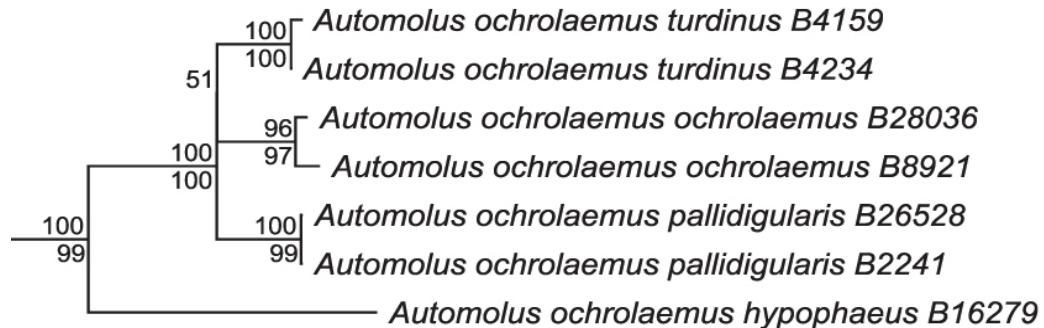 100 Automolus ochrolaemus turdinus B4159
100 Automolus ochrolaemus turdinus B4234
51
96 Automolus ochrolaemus ochrolaemus B28036
97 Automolus ochrolaemus ochrolaemus B8921
100
100
100 Automolus ochrolaemus pallidigularis B26528
99 Automolus ochrolaemus pallidigularis B2241
100
99
Automolus ochrolaemus hypophaeus B16279